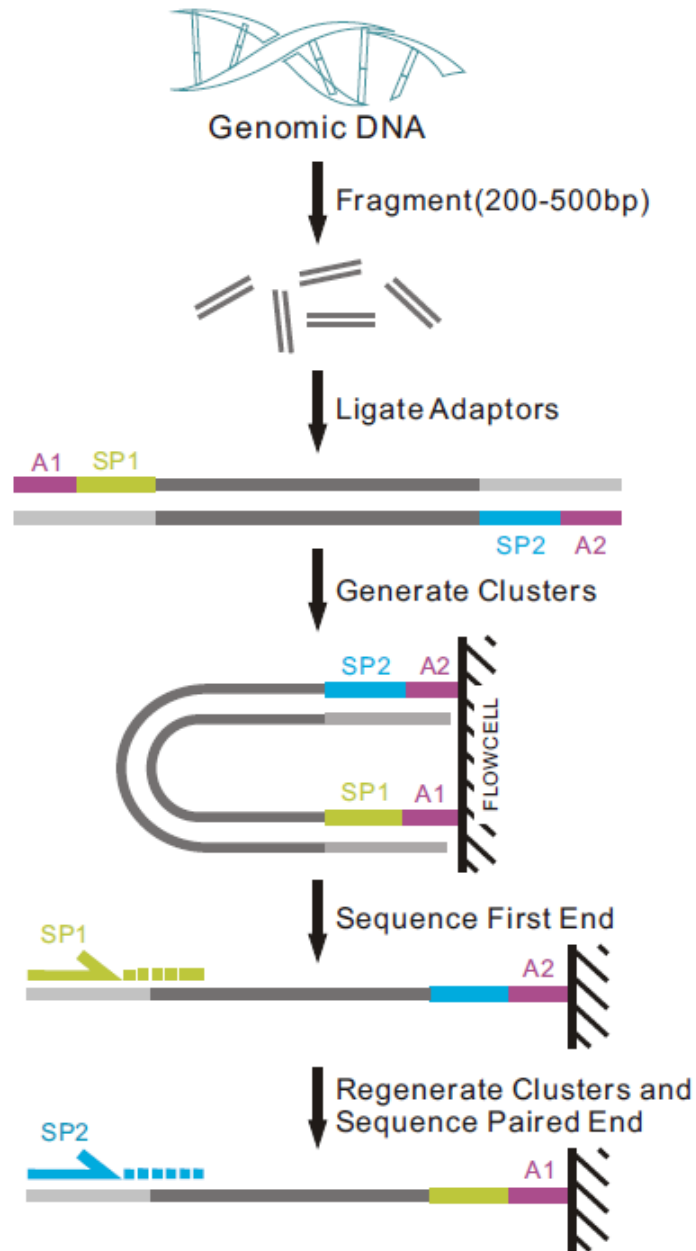 Genomic DNA
Fragment(200-500bp)
Ligate Adaptors
A1 SP1
SP2 A2
Generate Clusters
SP2 A2
FLOWCELL
SP1 A1
Sequence First End
SP1
A2
Regenerate Clusters and
Sequence Paired End
SP2
A1